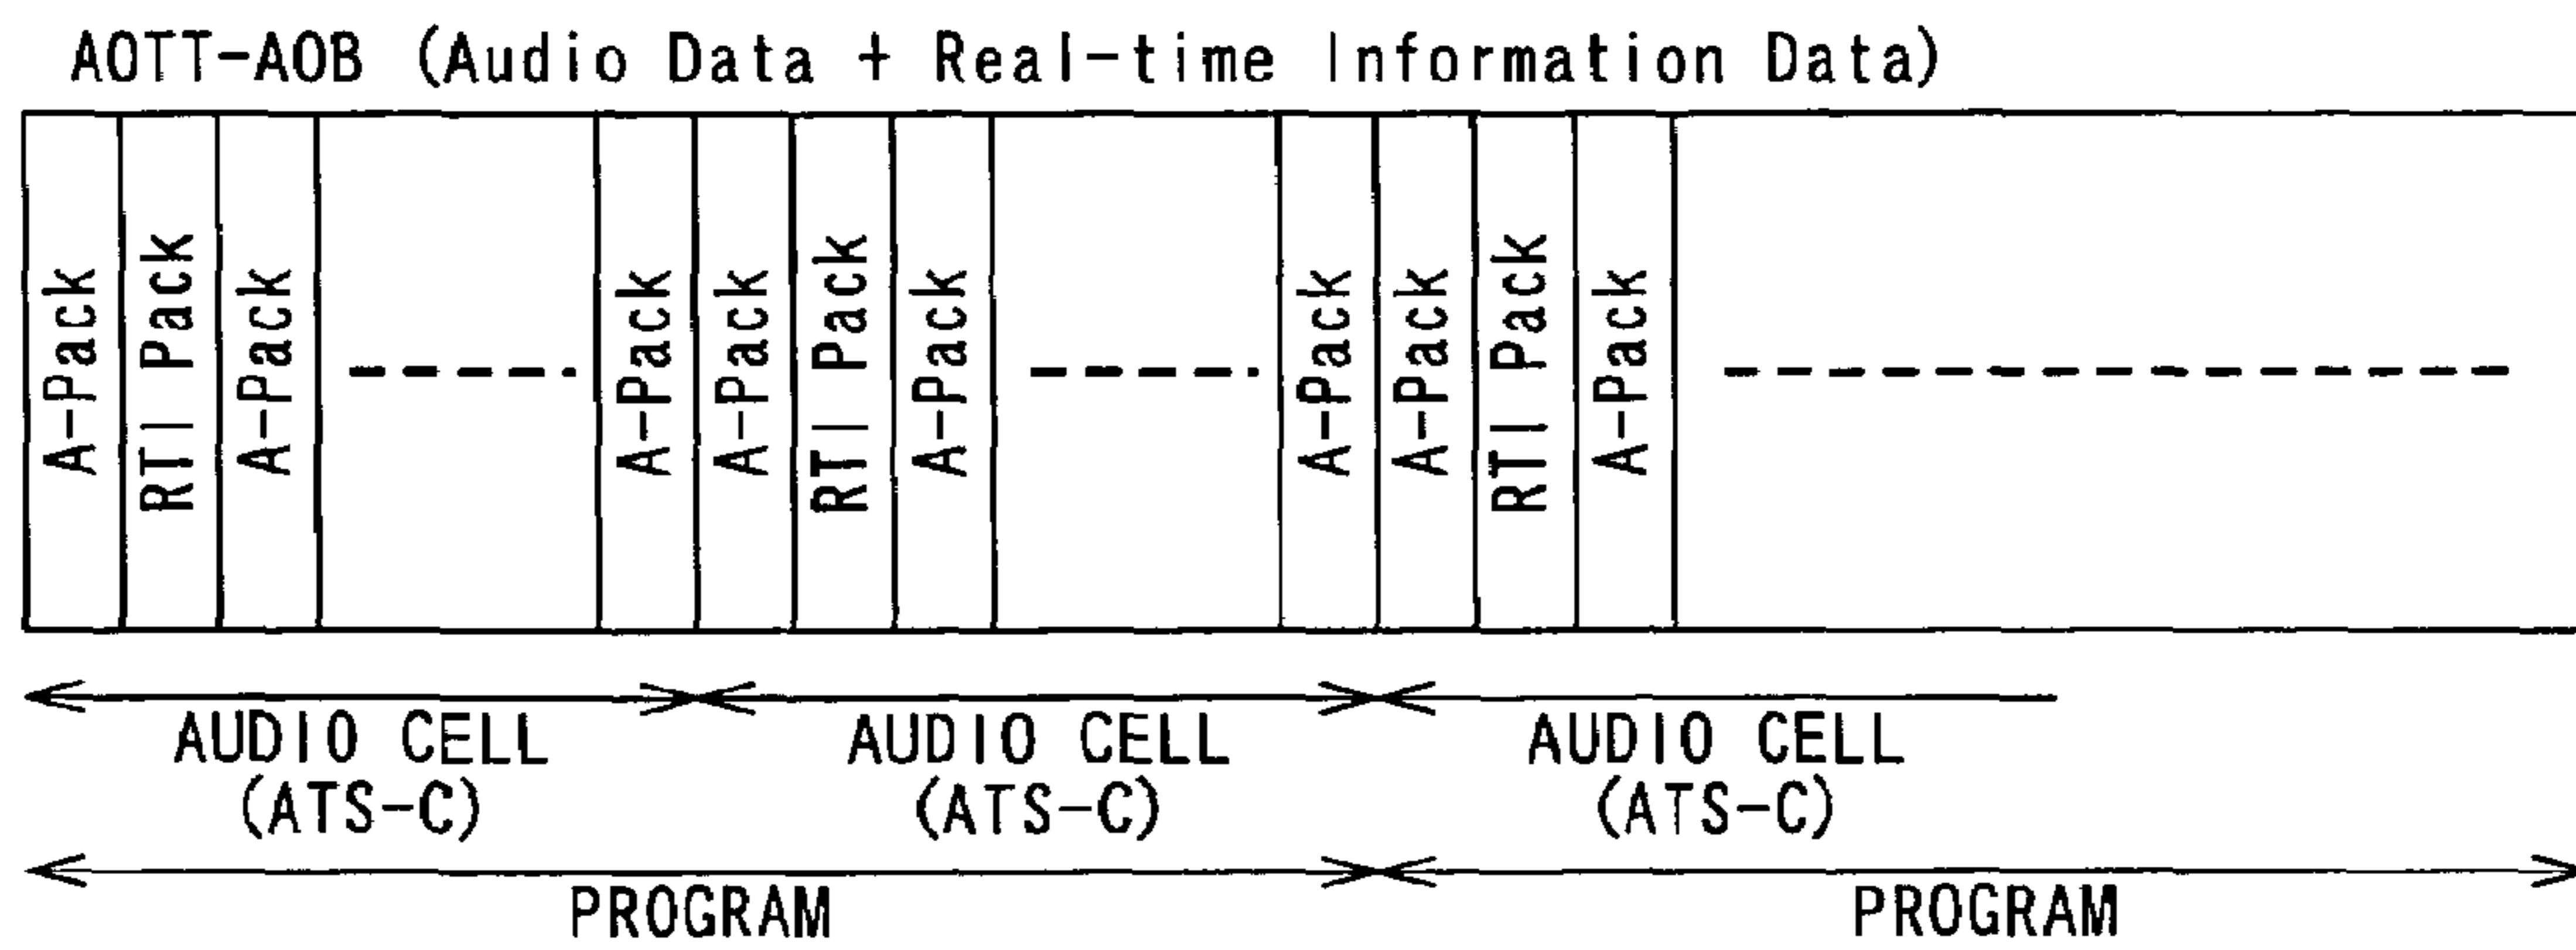 AOTT-AOB (Audio Data + Real-time Information Data)
A-Pack
RTI Pack
A-Pack
A-Pack
A-Pack
RTI Pack
A-Pack
A-Pack
A-Pack
RTI Pack
A-Pack
AUDIO CELL
(ATS-C)
AUDIO CELL
(ATS-C)
AUDIO CELL
(ATS-C)
PROGRAM
PROGRAM